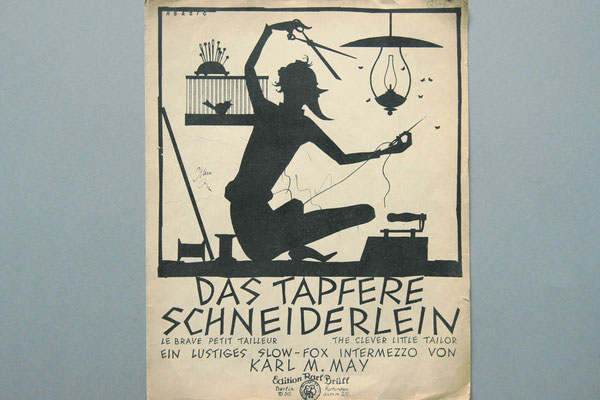 HERZIG
DAS TAPFERE
SCHNEIDERLEIN
LE BRAVE PETIT TAILLEUR THE CLEVER LITTLE TAILOR
EIN LUSTIGES SLOW-FOX INTERMEZZO VON
KARL M. MAY
Edition Karl Brüll
Berlin